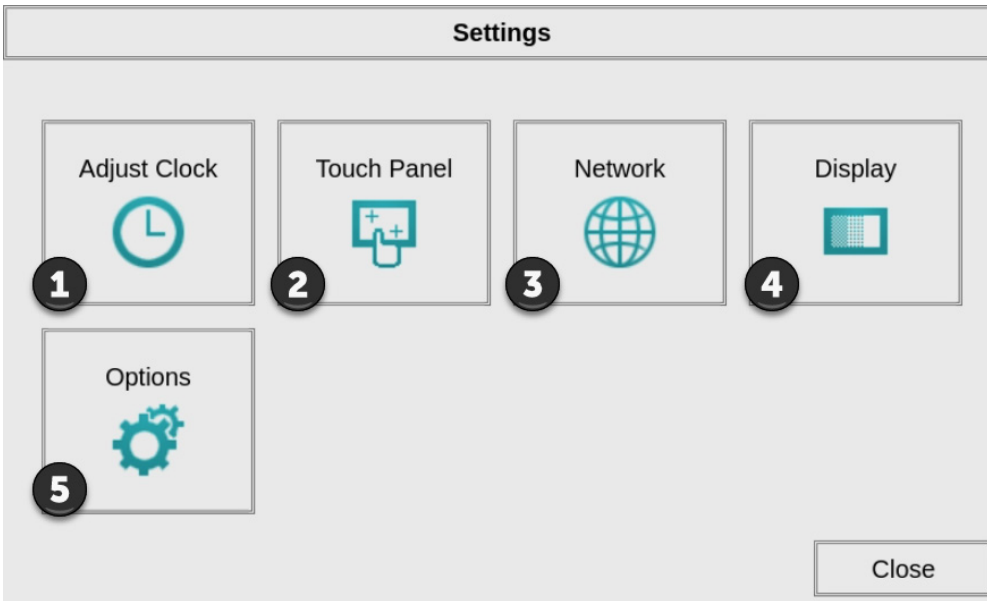 Settings
Adjust Clock
Touch Panel
Network
Display
1
2
3
4
Options
5
Close